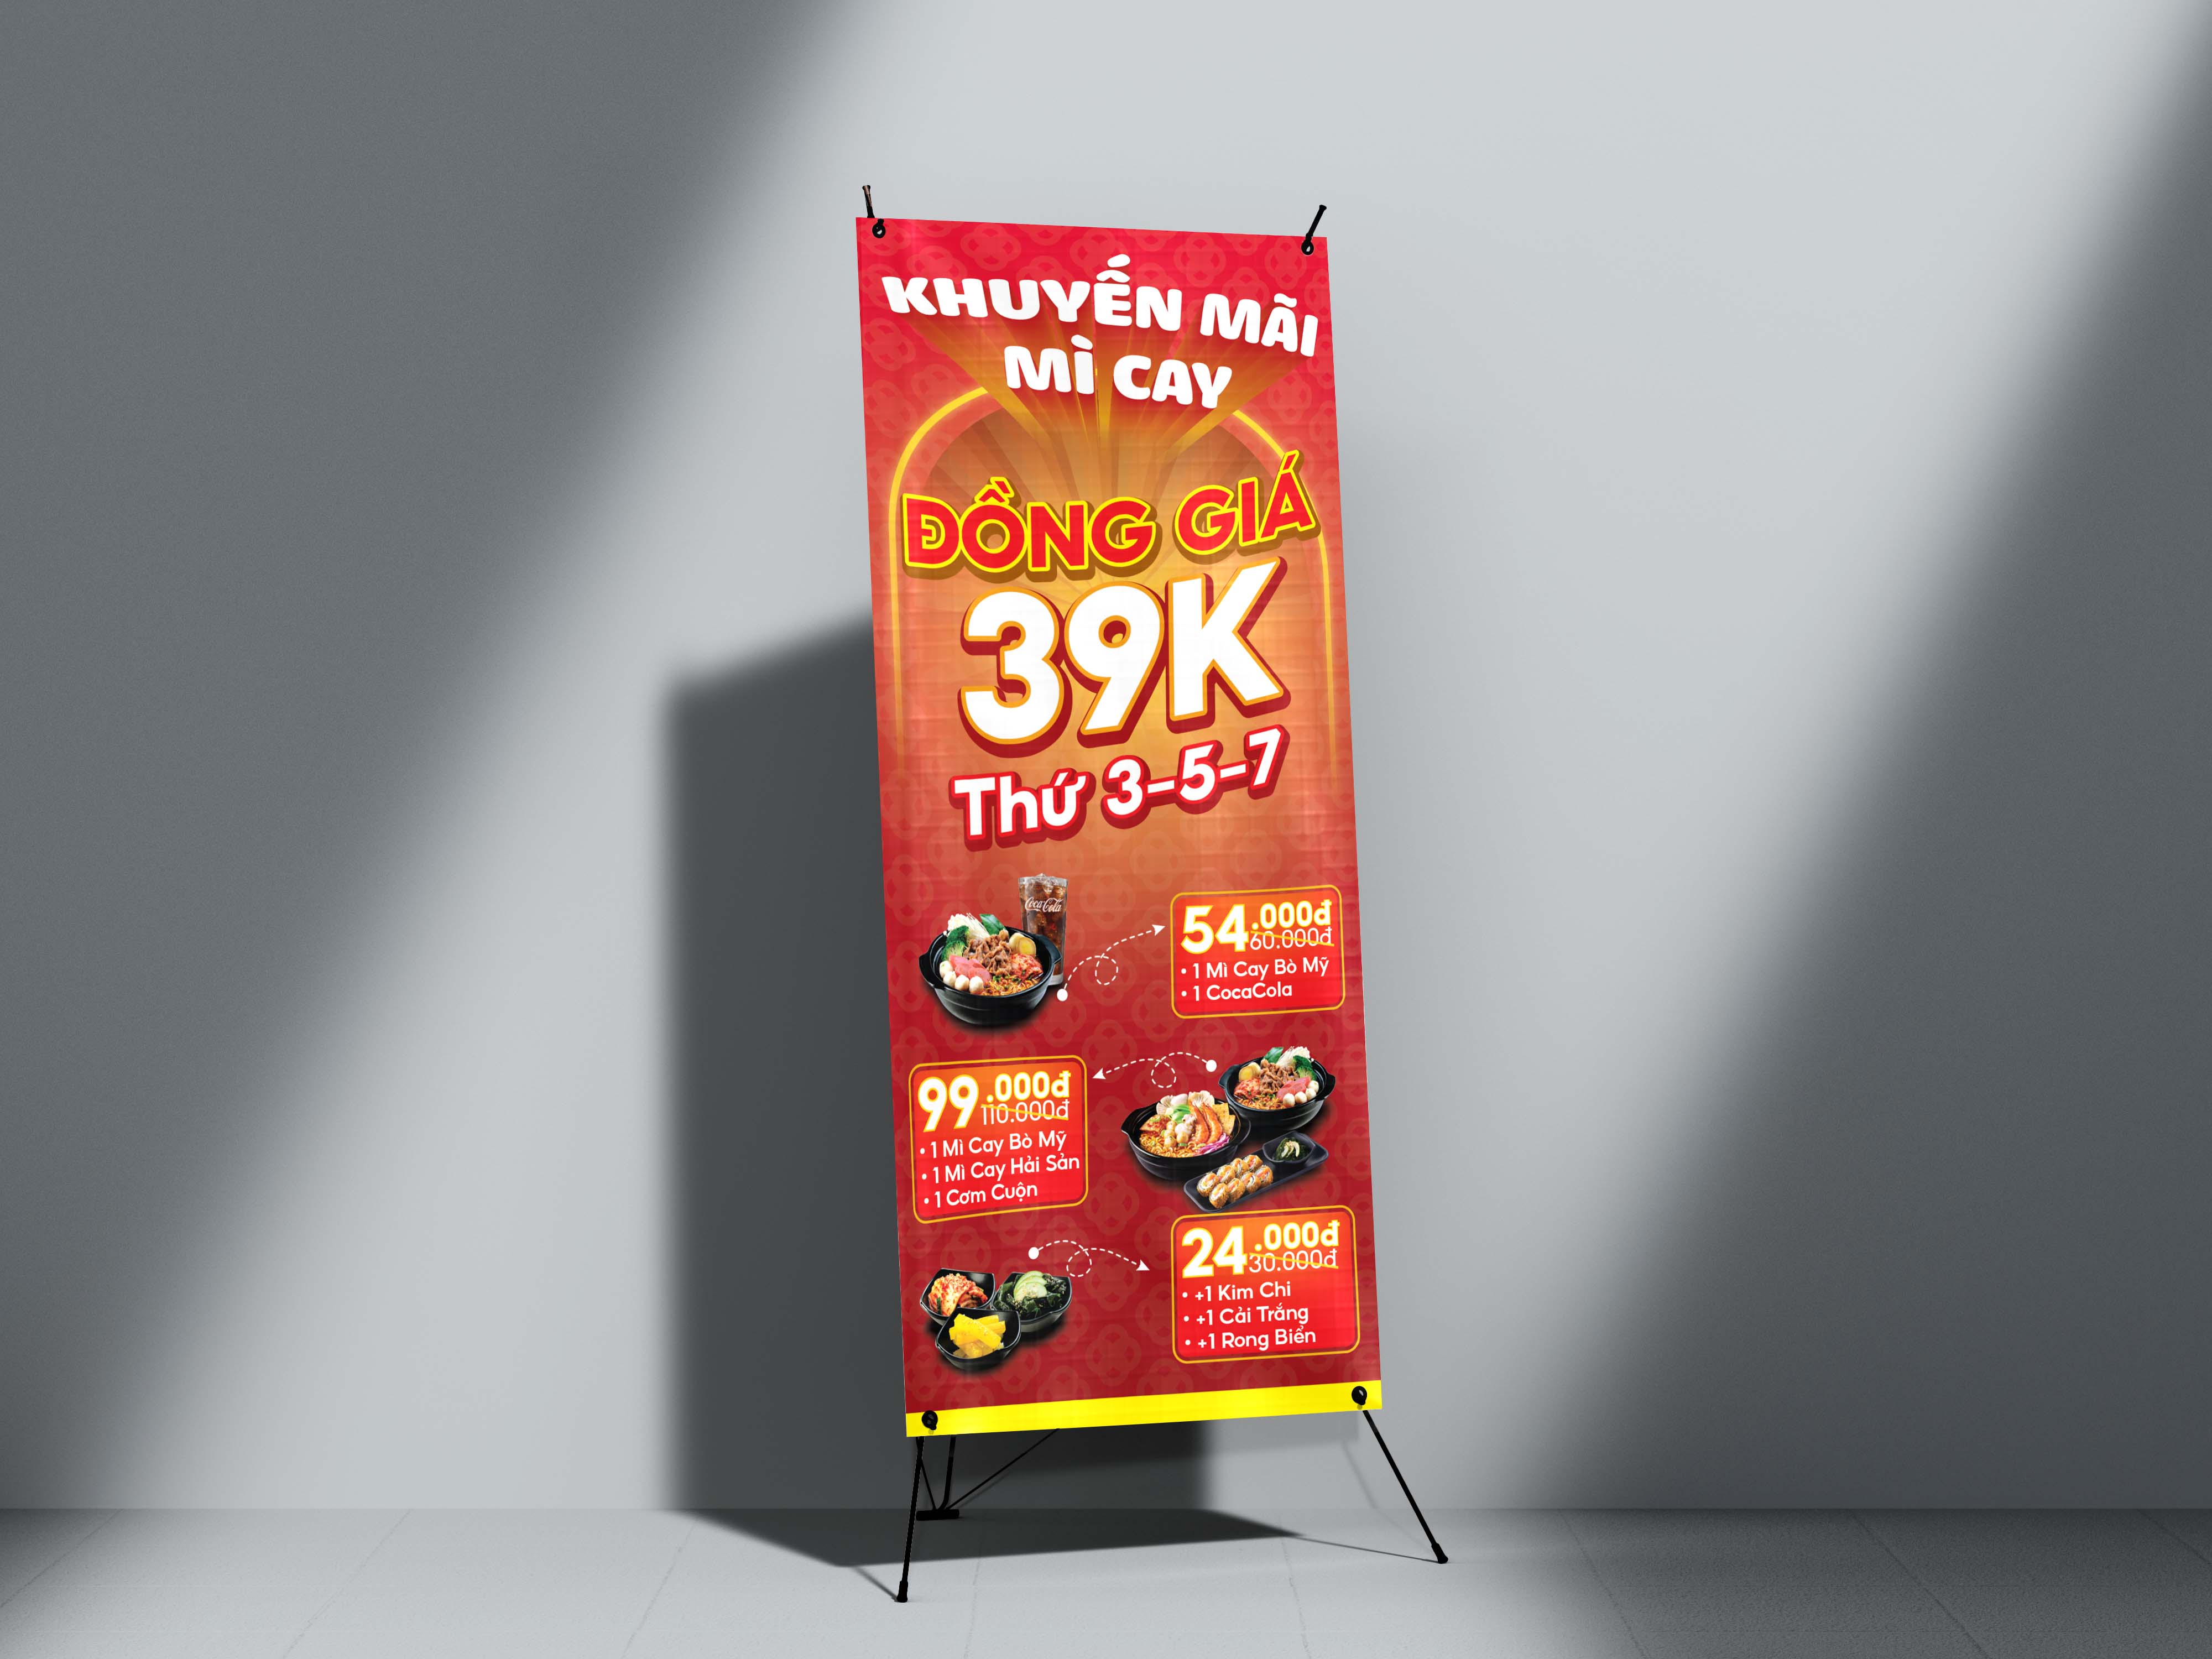 KHUYẾN MÃI
MÌ CAY
ĐỒNG GIÁ
39K
Thứ 3-5-7
Coca-Cola
54.000đ
60.000đ
• 1 Mì Cay Bò Mỹ
• 1 CocaCola
99.000đ
110.000đ
• 1 Mì Cay Bò Mỹ
• 1 Mì Cay Hải Sản
• 1 Cơm Cuộn
24.000đ
30.000đ
• +1 Kim Chi
• +1 Cải Trắng
• +1 Rong Biển